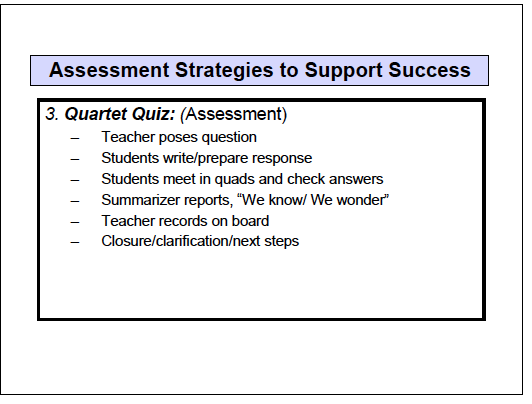 Assessment Strategies to Support Success
3. Quartet Quiz: (Assessment)
– Teacher poses question
– Students write/prepare response
– Students meet in quads and check answers
– Summarizer reports, “We know/ We wonder”
– Teacher records on board
– Closure/clarification/next steps